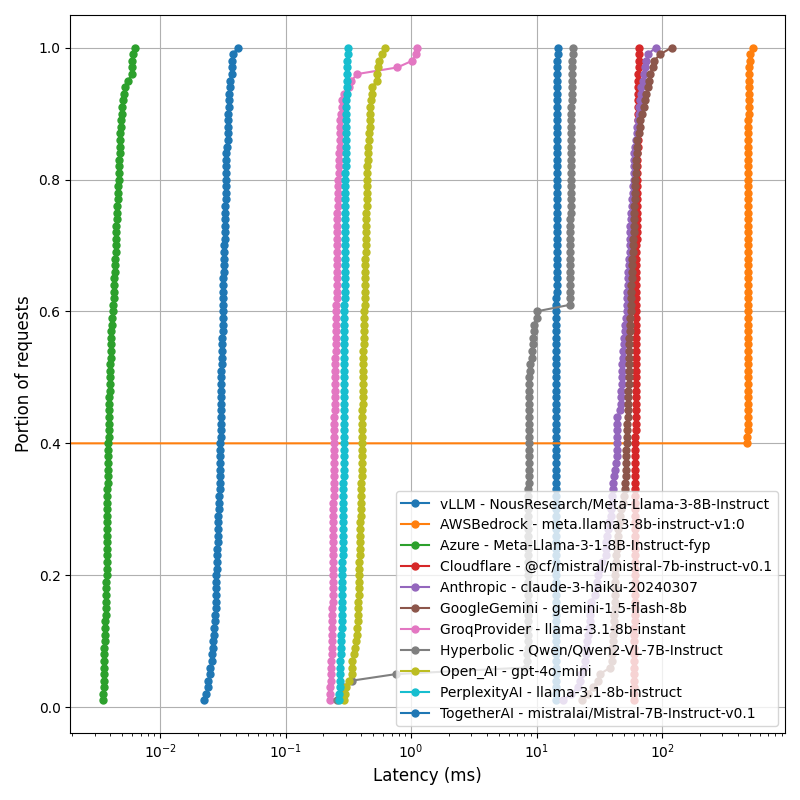 1.0
0.8
0.6
0.4
0.2
0.0
Portion of requests
10⁻²
10⁻¹
10⁰
10¹
10²
Latency (ms)
vLLM - NousResearch/Meta-Llama-3-8B-Instruct
AWSBedrock - meta.llama3-8b-instruct-v1:0
Azure - Meta-Llama-3-1-8B-Instruct-fyp
Cloudflare - @cf/mistral/mistral-7b-instruct-v0.1
Anthropic - claude-3-haiku-20240307
GoogleGemini - gemini-1.5-flash-8b
GroqProvider - llama-3.1-8b-instant
Hyperbolic - Qwen/Qwen2-VL-7B-Instruct
Open_AI - gpt-4o-mini
PerplexityAI - llama-3.1-8b-instruct
TogetherAI - mistralai/Mistral-7B-Instruct-v0.1